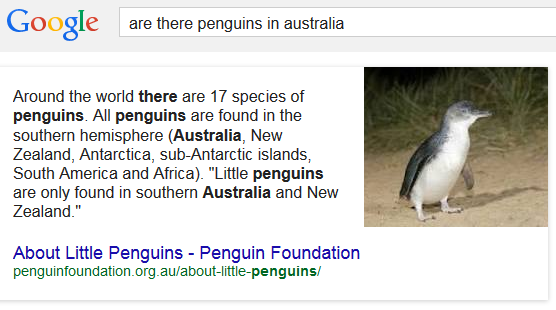 Google are there penguins in australia
Around the world there are 17 species of
penguins. All penguins are found in the
southern hemisphere (Australia, New
Zealand, Antarctica, sub-Antarctic islands,
South America and Africa). "Little penguins
are only found in southern Australia and New
Zealand."
About Little Penguins - Penguin Foundation
penguinfoundation.org.au/about-little-penguins/